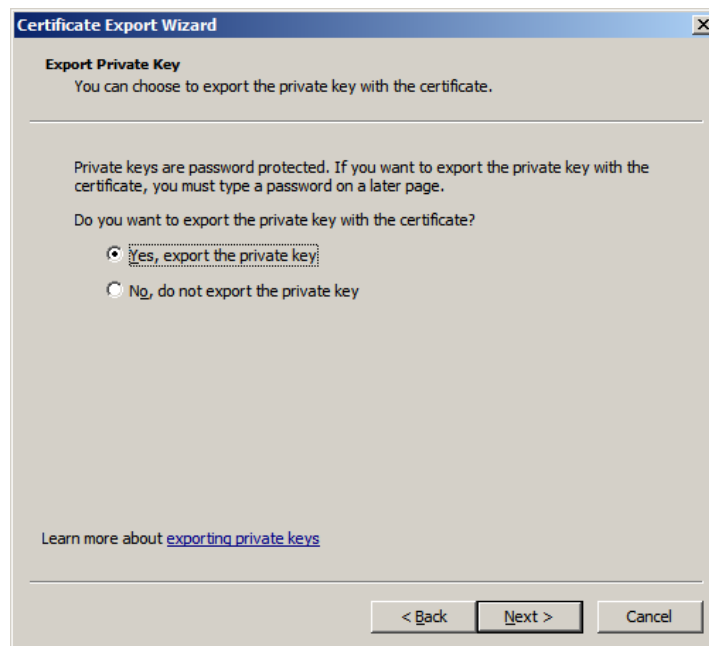 Certificate Export Wizard
Export Private Key
You can choose to export the private key with the certificate.
Private keys are password protected. If you want to export the private key with the
certificate, you must type a password on a later page.
Do you want to export the private key with the certificate?
Yes, export the private key
No, do not export the private key
Learn more about exporting private keys
< Back Next > Cancel